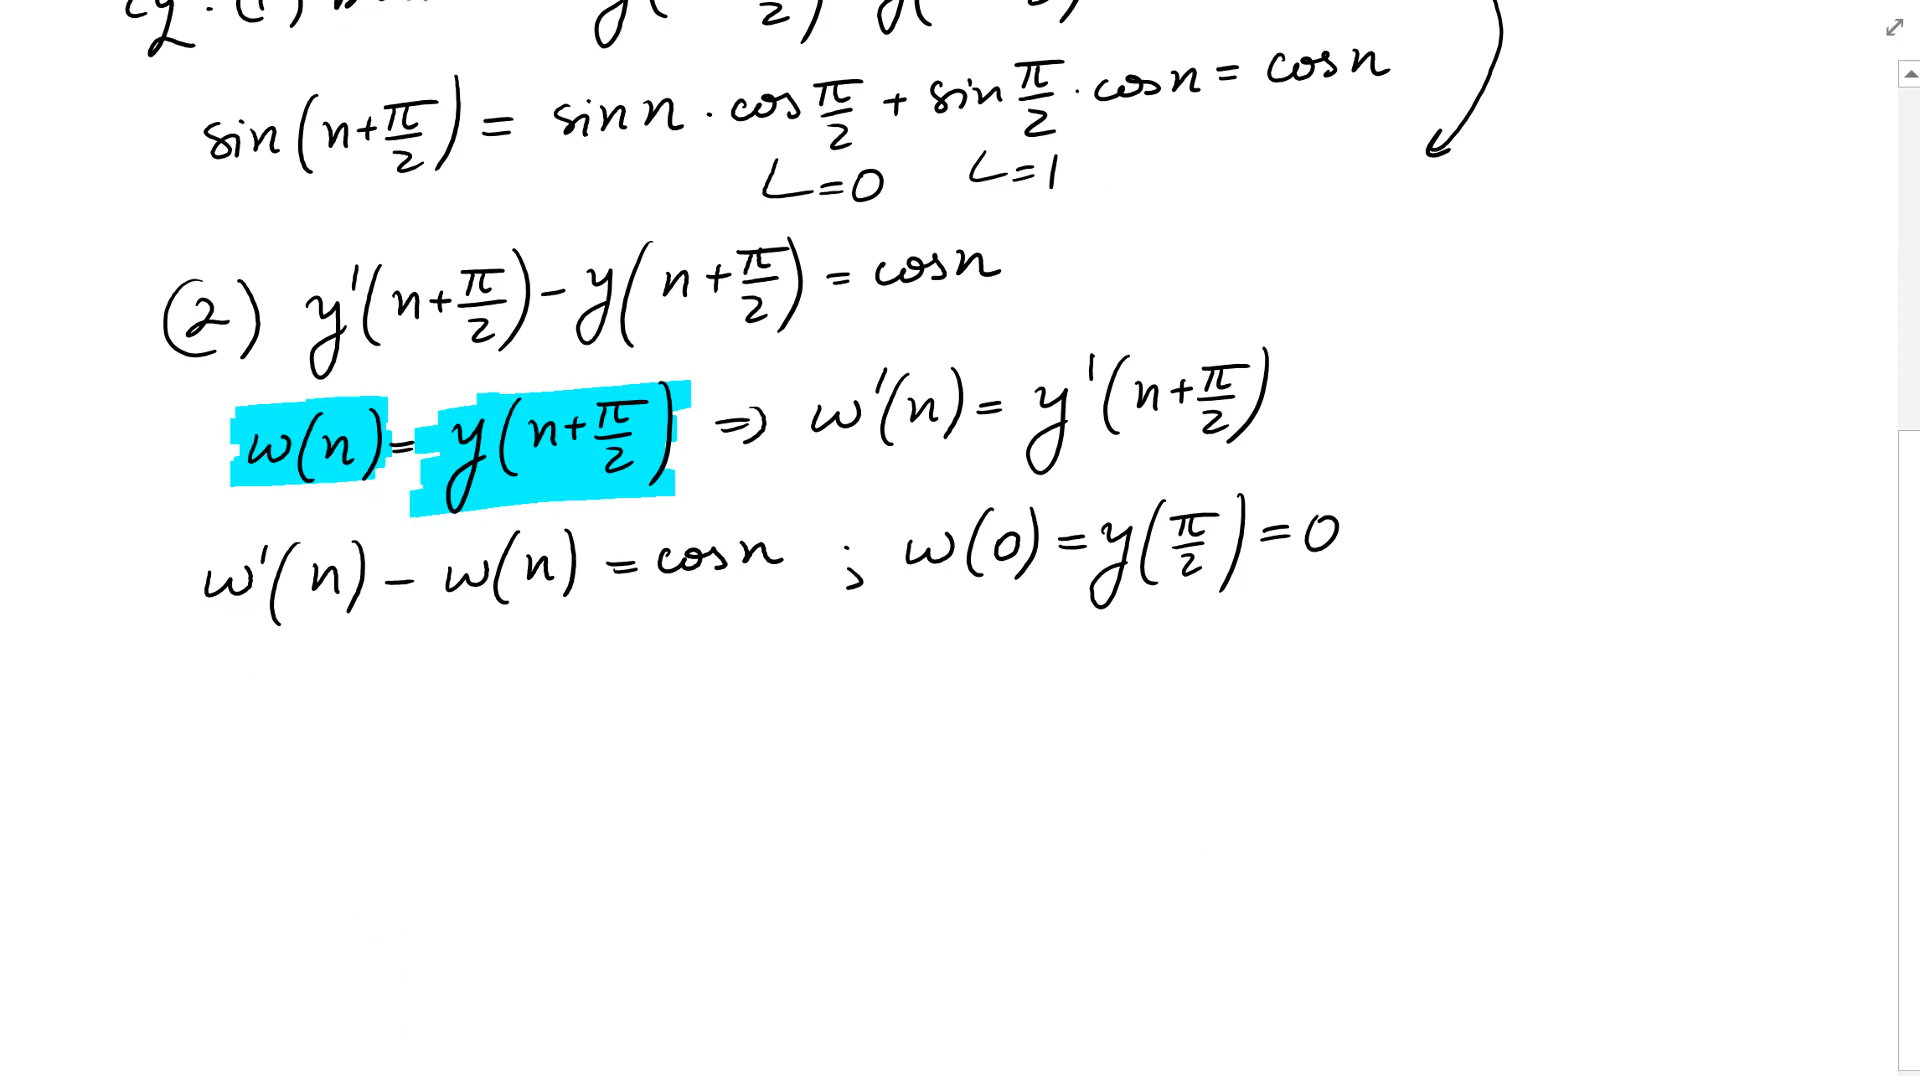 sin(x+π/2) = sin x · cos π/2 + sin π/2 · cos x = cos x
∟=0 ∟=1
(2) y'(x+π/2) - y(x+π/2) = cos x
w(x) = y(x+π/2) ⇒ w'(x) = y'(x+π/2)
w'(x) - w(x) = cos x ; w(0) = y(π/2) = 0